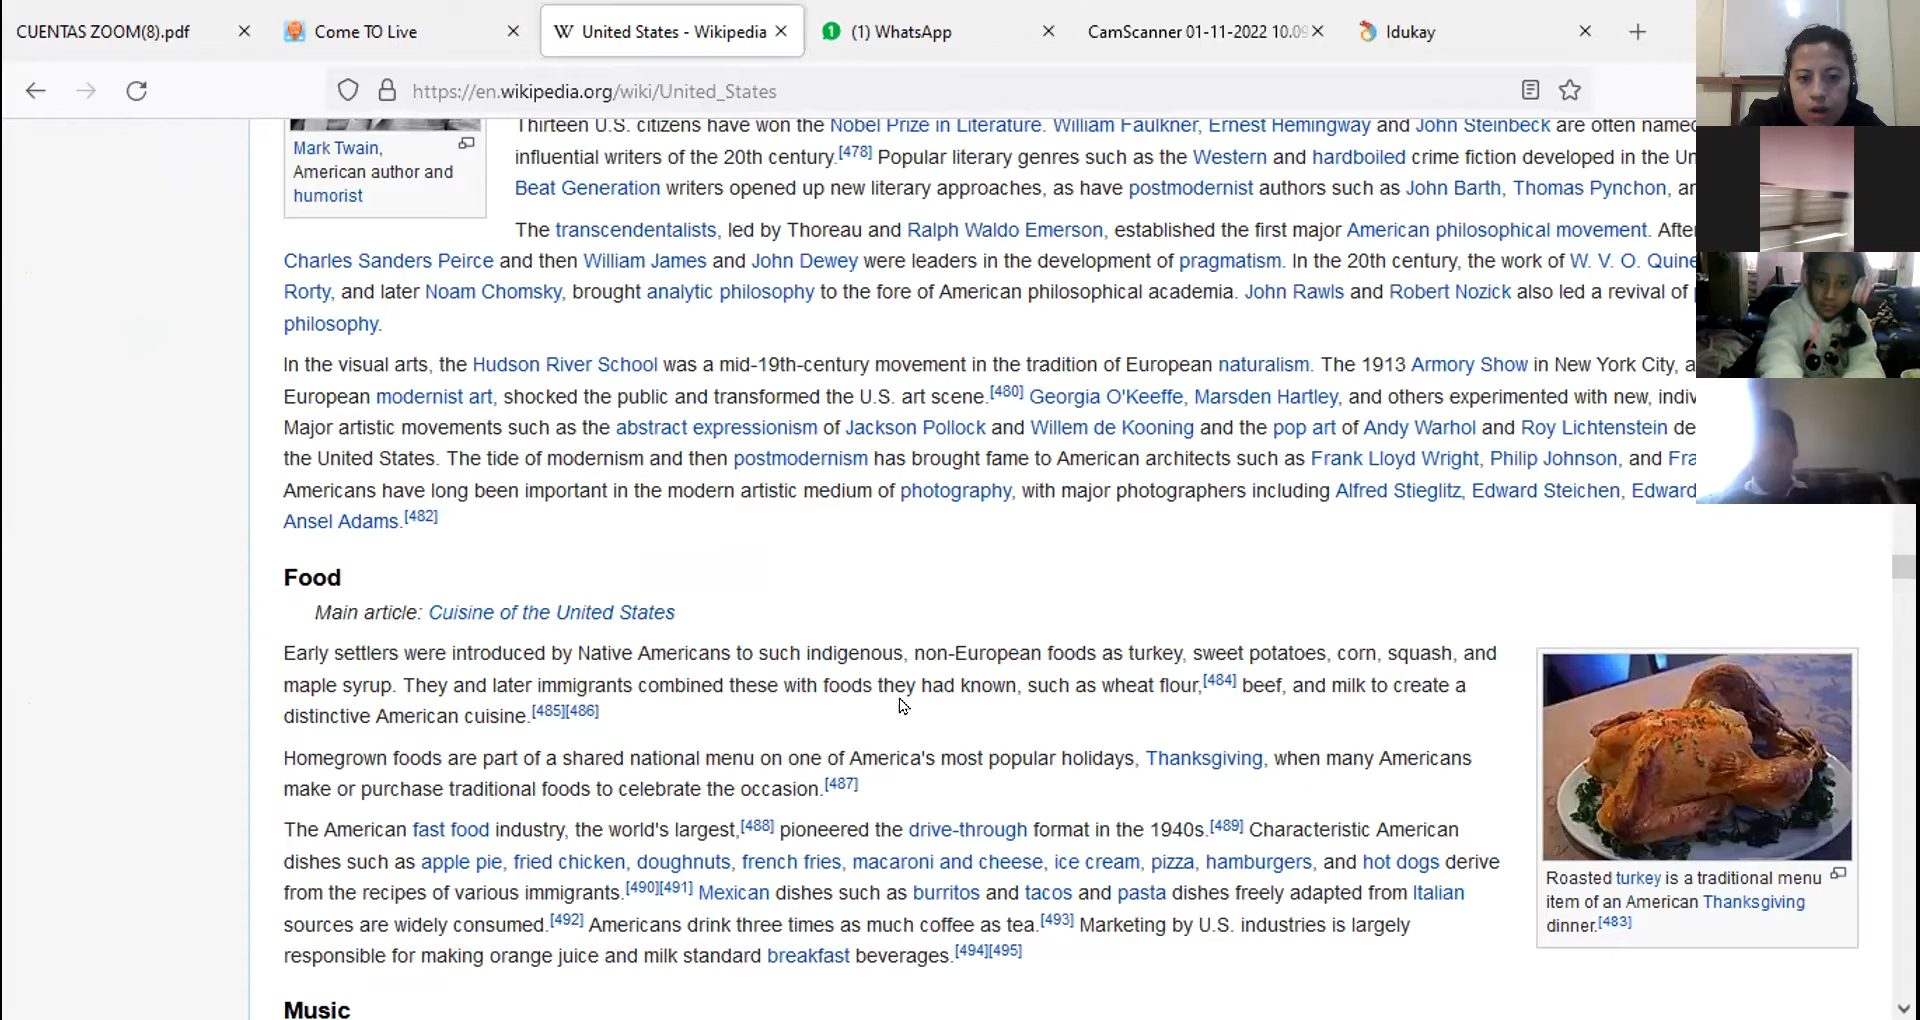 CUENTAS ZOOM(8).pdf
Come TO Live
United States - Wikipedia
(1) WhatsApp
CamScanner 01-11-2022 10.09
Idukay
https://en.wikipedia.org/wiki/United_States
Mark Twain,
American author and
humorist
Thirteen U.S. citizens have won the Nobel Prize in Literature. William Faulkner, Ernest Hemingway and John Steinbeck are often named
influential writers of the 20th century.[478] Popular literary genres such as the Western and hardboiled crime fiction developed in the Un
Beat Generation writers opened up new literary approaches, as have postmodernist authors such as John Barth, Thomas Pynchon, an
The transcendentalists, led by Thoreau and Ralph Waldo Emerson, established the first major American philosophical movement. After
Charles Sanders Peirce and then William James and John Dewey were leaders in the development of pragmatism. In the 20th century, the work of W. V. O. Quine
Rorty, and later Noam Chomsky, brought analytic philosophy to the fore of American philosophical academia. John Rawls and Robert Nozick also led a revival of
philosophy.
In the visual arts, the Hudson River School was a mid-19th-century movement in the tradition of European naturalism. The 1913 Armory Show in New York City, a
European modernist art, shocked the public and transformed the U.S. art scene.[480] Georgia O'Keeffe, Marsden Hartley, and others experimented with new, indiv
Major artistic movements such as the abstract expressionism of Jackson Pollock and Willem de Kooning and the pop art of Andy Warhol and Roy Lichtenstein de
the United States. The tide of modernism and then postmodernism has brought fame to American architects such as Frank Lloyd Wright, Philip Johnson, and Fra
Americans have long been important in the modern artistic medium of photography, with major photographers including Alfred Stieglitz, Edward Steichen, Edward
Ansel Adams.[482]
Food
Main article: Cuisine of the United States
Early settlers were introduced by Native Americans to such indigenous, non-European foods as turkey, sweet potatoes, corn, squash, and
maple syrup. They and later immigrants combined these with foods they had known, such as wheat flour,[484] beef, and milk to create a
distinctive American cuisine.[485][486]
Homegrown foods are part of a shared national menu on one of America's most popular holidays, Thanksgiving, when many Americans
make or purchase traditional foods to celebrate the occasion.[487]
The American fast food industry, the world's largest,[488] pioneered the drive-through format in the 1940s.[489] Characteristic American
dishes such as apple pie, fried chicken, doughnuts, french fries, macaroni and cheese, ice cream, pizza, hamburgers, and hot dogs derive
from the recipes of various immigrants.[490][491] Mexican dishes such as burritos and tacos and pasta dishes freely adapted from Italian
sources are widely consumed.[492] Americans drink three times as much coffee as tea.[493] Marketing by U.S. industries is largely
responsible for making orange juice and milk standard breakfast beverages.[494][495]
Roasted turkey is a traditional menu
item of an American Thanksgiving
dinner.[483]
Music